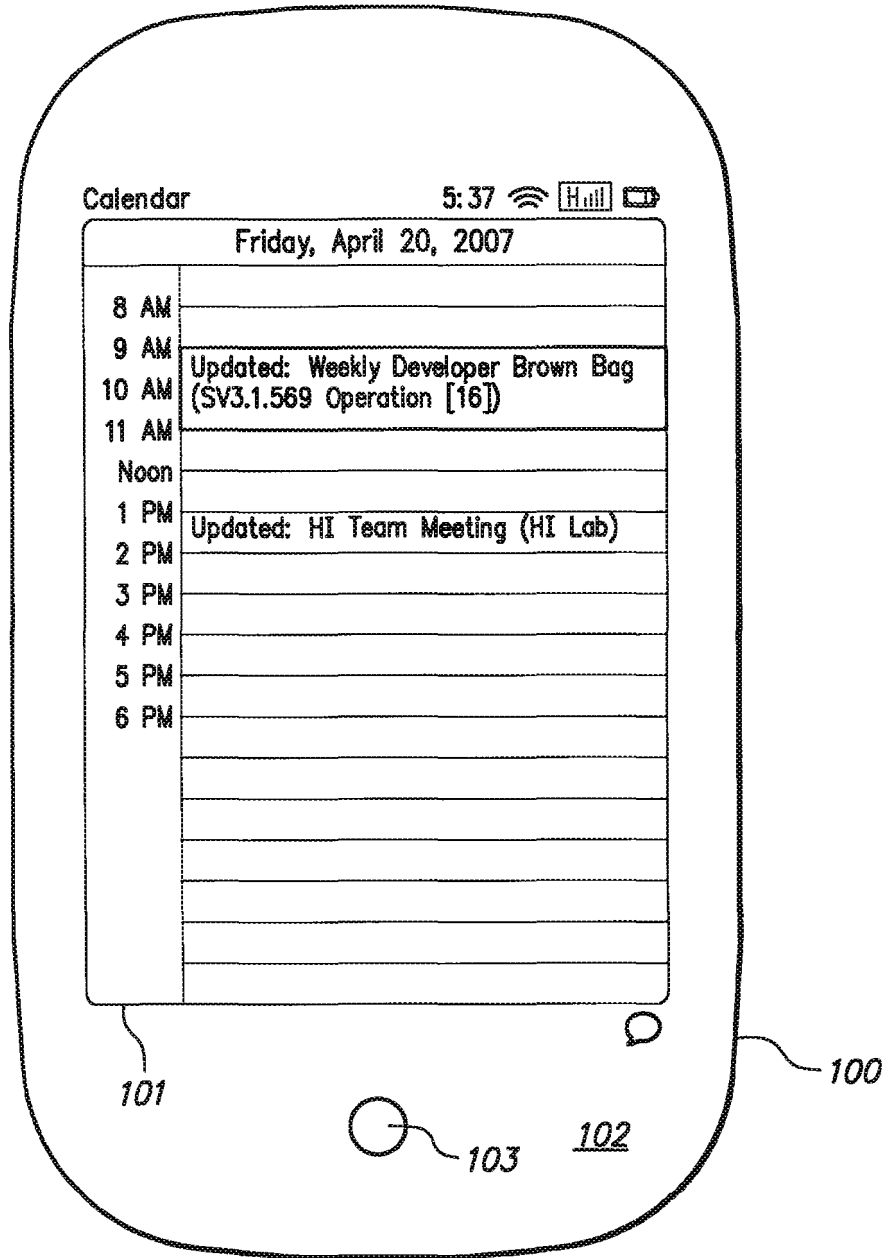 Calendar 5:37 H
Friday, April 20, 2007
8 AM
9 AM
Updated: Weekly Developer Brown Bag
10 AM (SV3.1.569 Operation [16])
11 AM
Noon
1 PM
Updated: HI Team Meeting (HI Lab)
2 PM
3 PM
4 PM
5 PM
6 PM
101
100
103
102